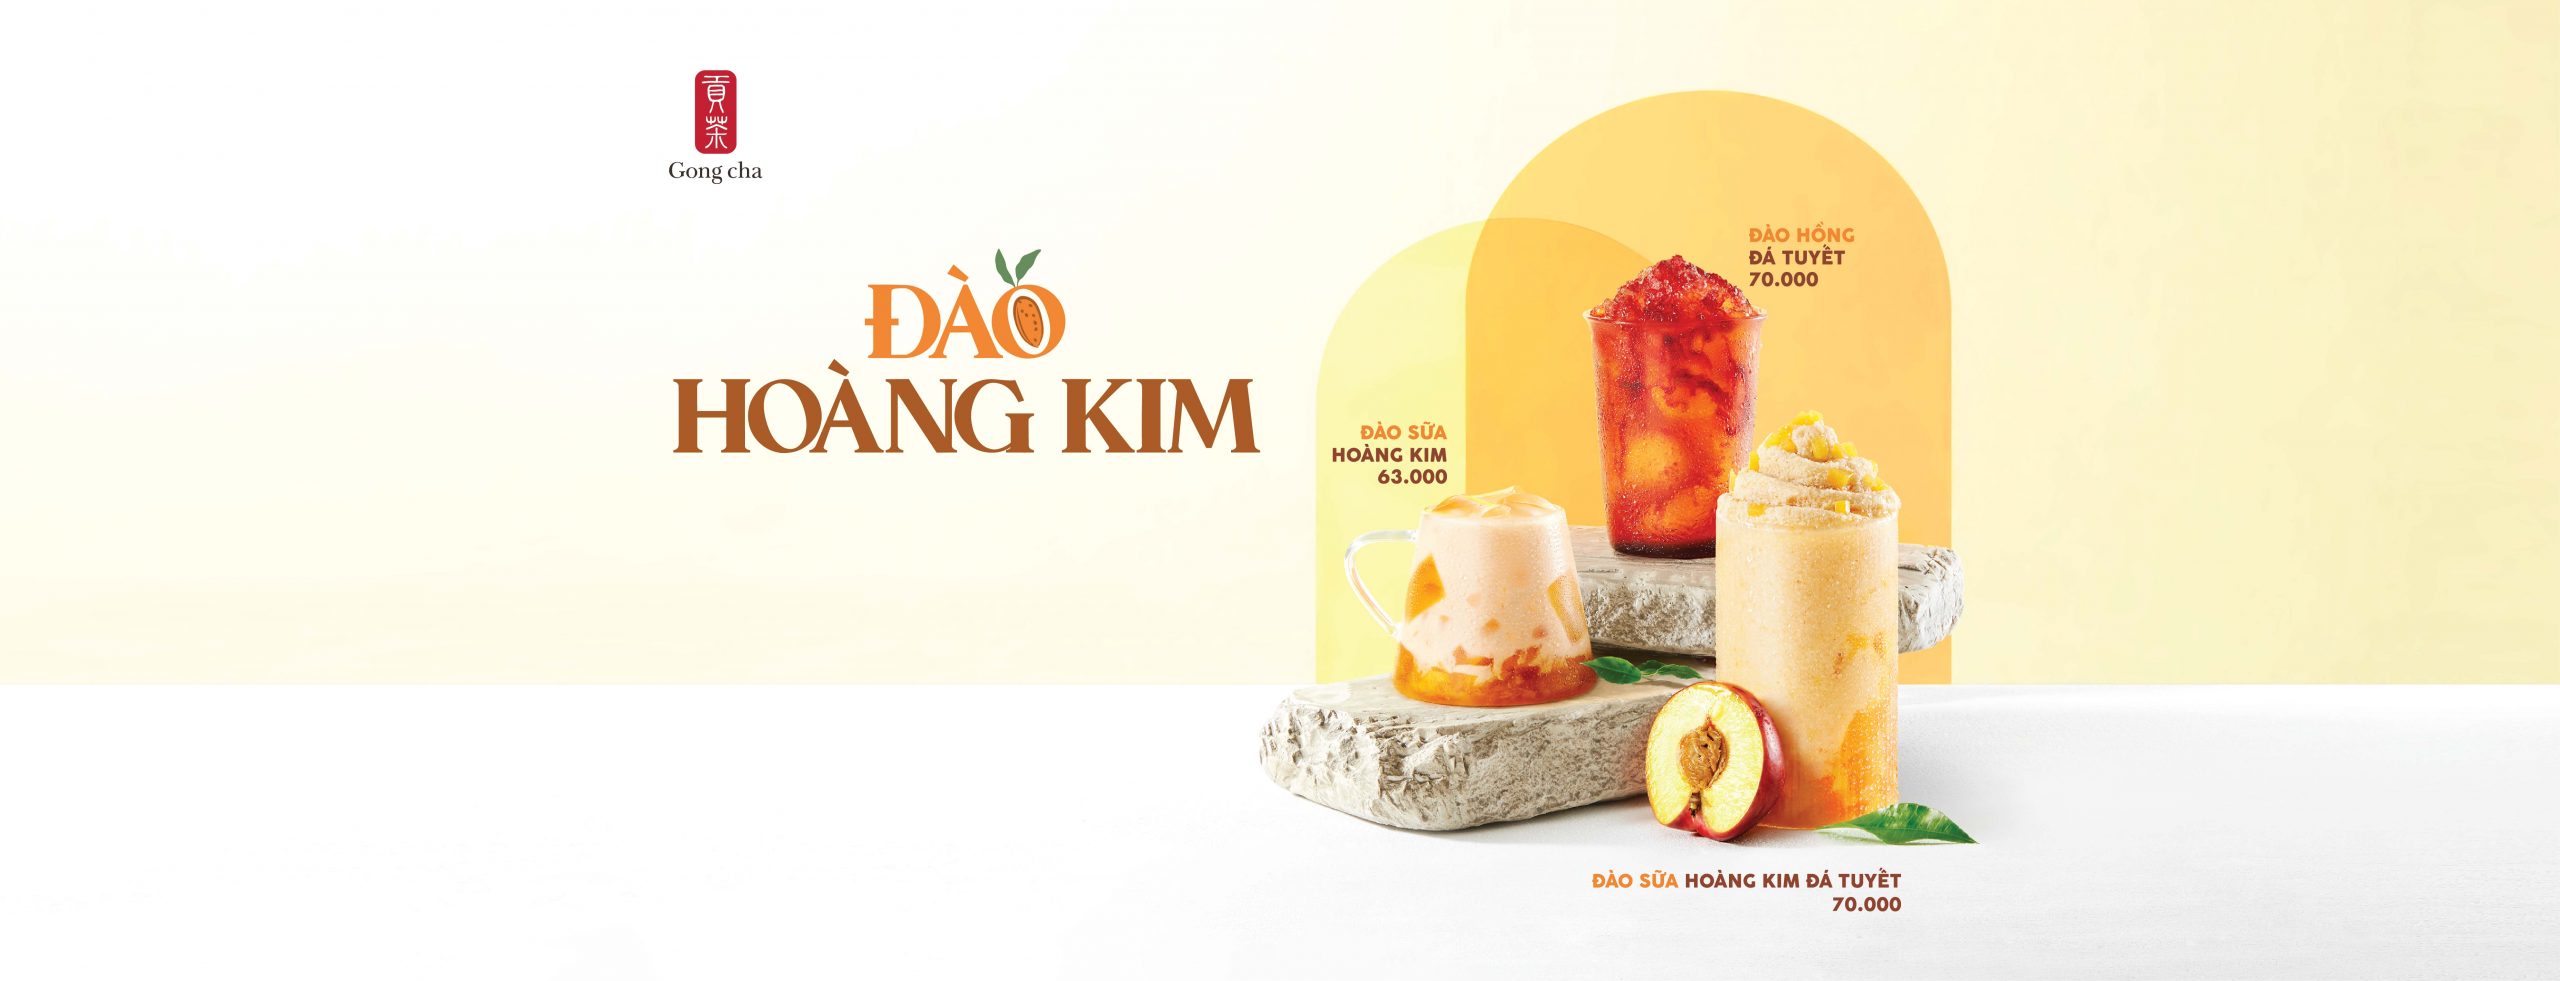 貢茶
Gong cha
ĐÀO
HOÀNG KIM
ĐÀO HỒNG
ĐÁ TUYẾT
70.000
ĐÀO SỮA
HOÀNG KIM
63.000
ĐÀO SỮA HOÀNG KIM ĐÁ TUYẾT
70.000